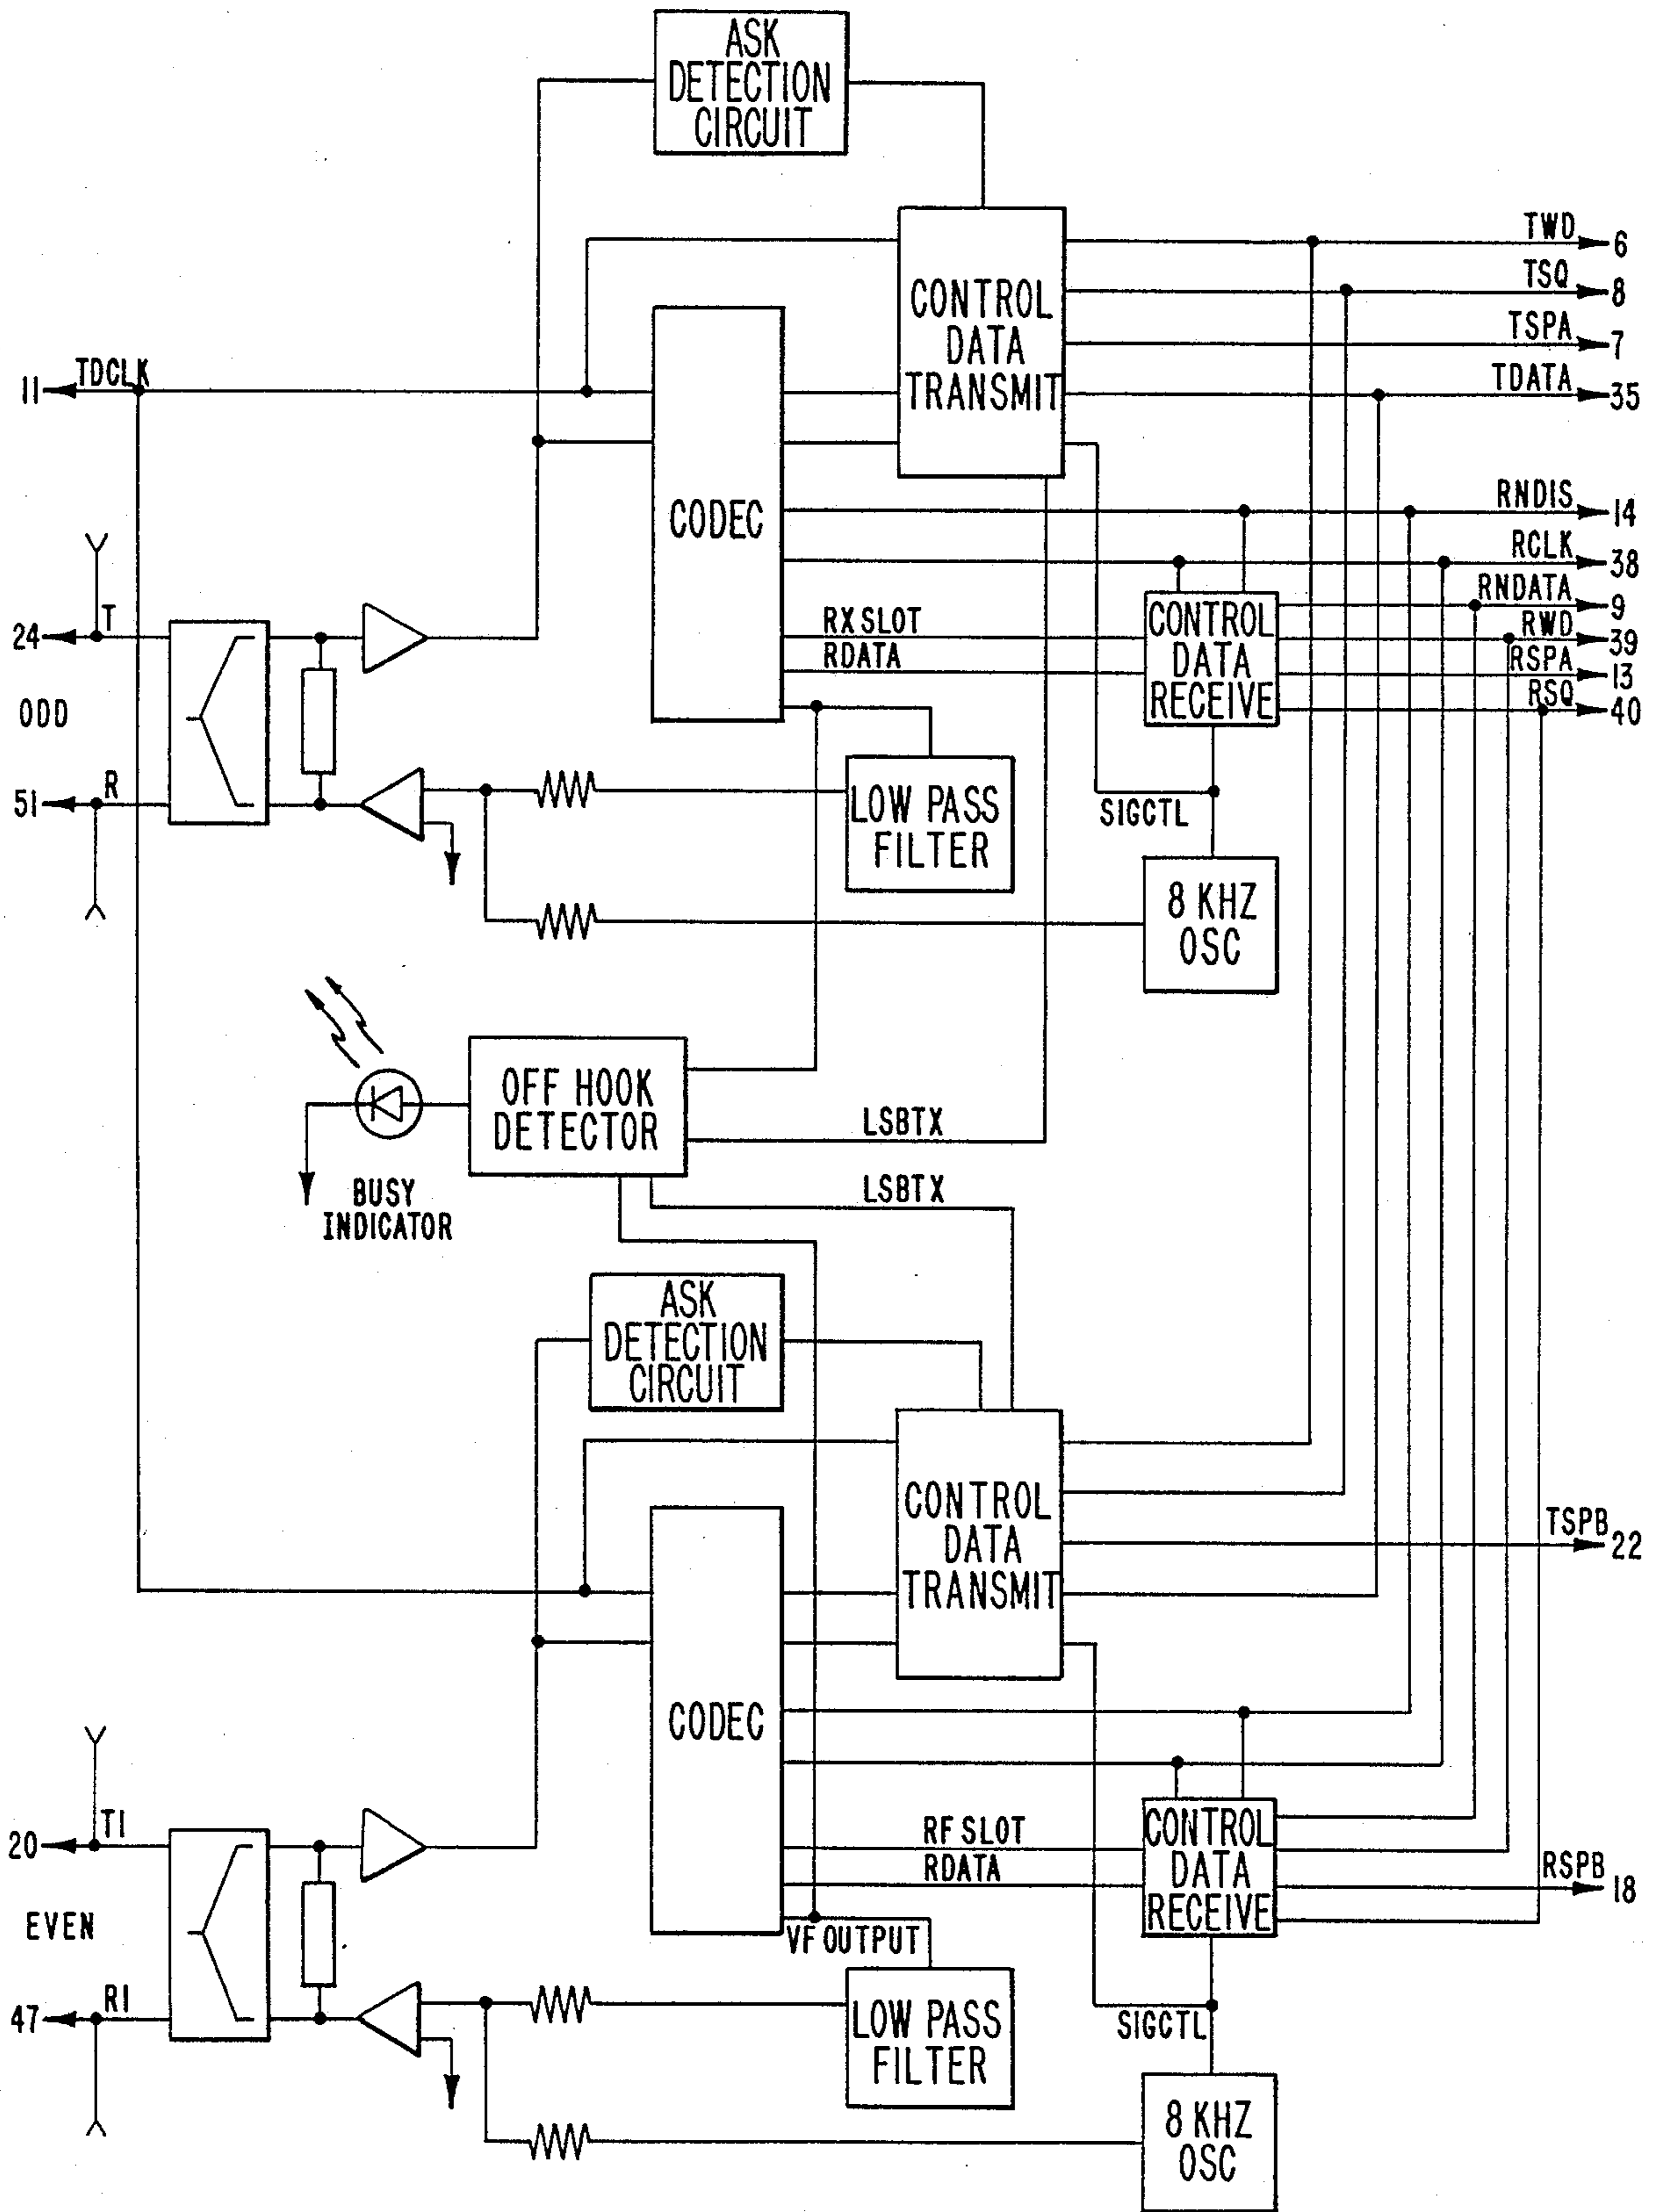 ASK
DETECTION
CIRCUIT
TWD
6
TSQ
8
CONTROL
DATA
TRANSMIT
TSPA
7
TDATA
35
11
TDCLK
CODEC
RNDIS
14
RCLK
38
RNDATA
9
RWD
39
RSPA
13
RSQ
40
24
T
ODD
51
R
RX SLOT
RDATA
CONTROL
DATA
RECEIVE
LOW PASS
FILTER
SIGCTL
8 KHZ
OSC
OFF HOOK
DETECTOR
LSBTX
LSBTX
BUSY
INDICATOR
ASK
DETECTION
CIRCUIT
CONTROL
DATA
TRANSMIT
TSPB
22
CODEC
20
T1
EVEN
47
R1
RF SLOT
RDATA
VF OUTPUT
CONTROL
DATA
RECEIVE
RSPB
18
LOW PASS
FILTER
SIGCTL
8 KHZ
OSC